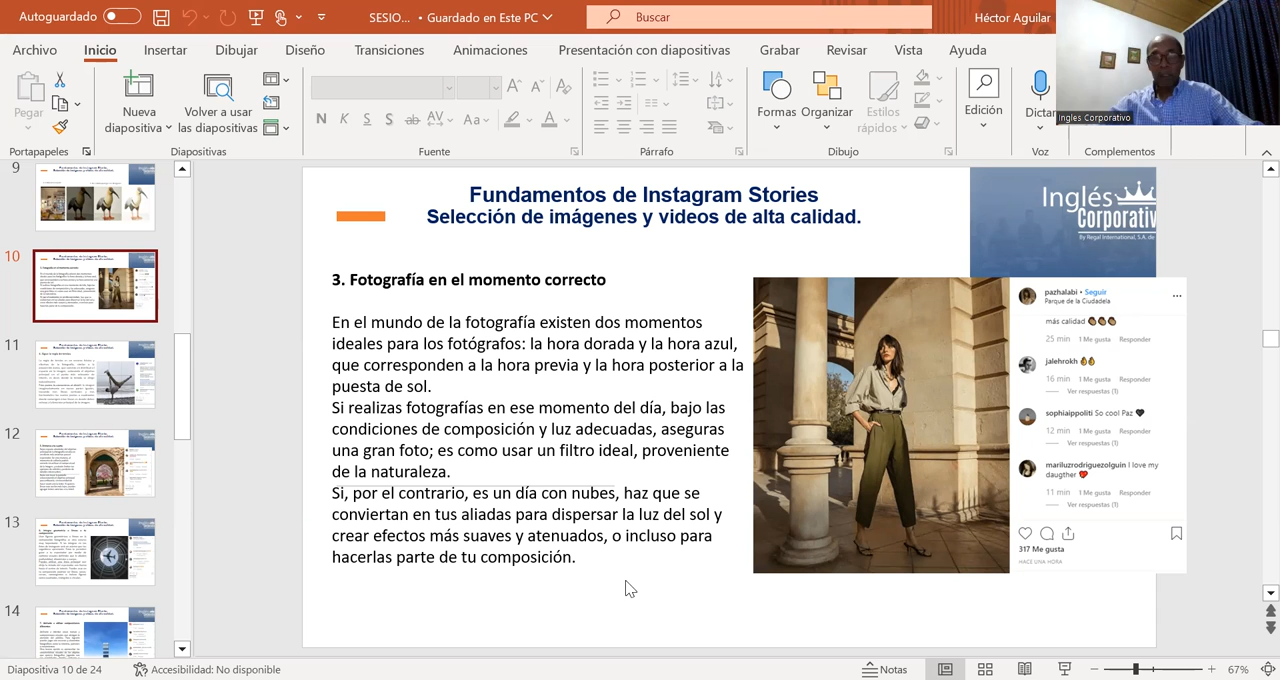 Autoguardado
SESIO... • Guardado en Este PC
Buscar
Héctor Aguilar
Archivo
Inicio
Insertar
Dibujar
Diseño
Transiciones
Animaciones
Presentación con diapositivas
Grabar
Revisar
Vista
Ayuda
Pegar
Nueva
diapositiva
Volver a usar
las diapositivas
N K S S ab AV Aa A
Formas
Organizar
Estilos
rápidos
Edición
Dictar
Ingles Corporativo
Portapapeles
Diapositivas
Fuente
Párrafo
Dibujo
Voz
Complementos
9
10
11
12
13
14
Fundamentos de Instagram Stories
Selección de imágenes y videos de alta calidad.
Inglés
Corporativ
By Regal International, S.A. de
3. Fotografía en el momento correcto
En el mundo de la fotografía existen dos momentos
ideales para los fotógrafos: la hora dorada y la hora azul,
que corresponden a la hora previa y la hora posterior a la
puesta de sol.
Si realizas fotografías en ese momento del día, bajo las
condiciones de composición y luz adecuadas, aseguras
una gran foto; es como usar un filtro ideal, proveniente
de la naturaleza.
Si, por el contrario, es un día con nubes, haz que se
conviertan en tus aliadas para dispersar la luz del sol y
crear efectos más suaves y atenuados, o incluso para
hacerlas parte de tu composición.
pazhalabi • Seguir
Parque de la Ciudadela
más calidad
25 min 1 Me gusta Responder
jalehrokh
16 min 1 Me gusta Responder
Ver respuestas (1)
sophiaippoliti So cool Paz
12 min 1 Me gusta Responder
Ver respuestas (1)
mariluzrodriguezolguin I love my
daugther
11 min 1 Me gusta Responder
Ver respuestas (1)
317 Me gusta
HACE UNA HORA
Diapositiva 10 de 24
Accesibilidad: No disponible
Notas
67%